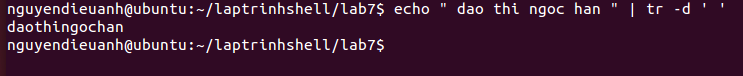 nguyendieuanh@ubuntu:~/laptrinhshell/lab7$ echo " dao thi ngoc han " | tr -d ' '
daothingochan
nguyendieuanh@ubuntu:~/laptrinhshell/lab7$